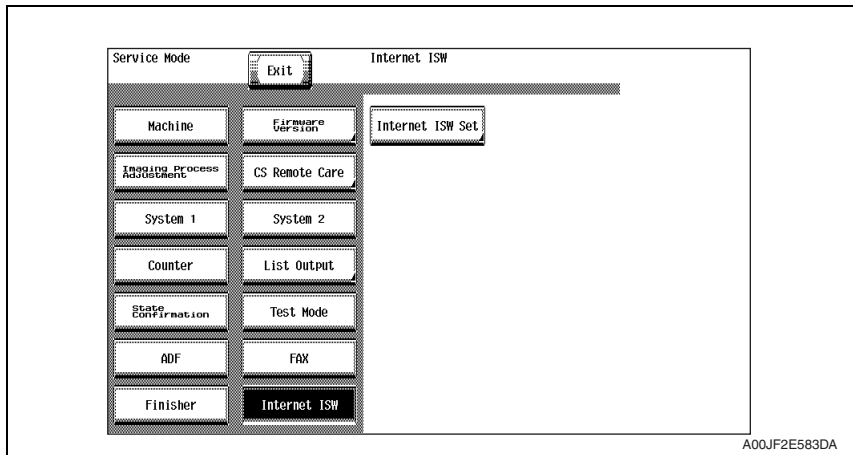 Service Mode
Exit
Internet ISW
Machine
Firmware
Version
Internet ISW Set
Imaging Process
Adjustment
CS Remote Care
System 1
System 2
Counter
List Output
State
Confirmation
Test Mode
ADF
FAX
Finisher
Internet ISW
A00JF2E583DA